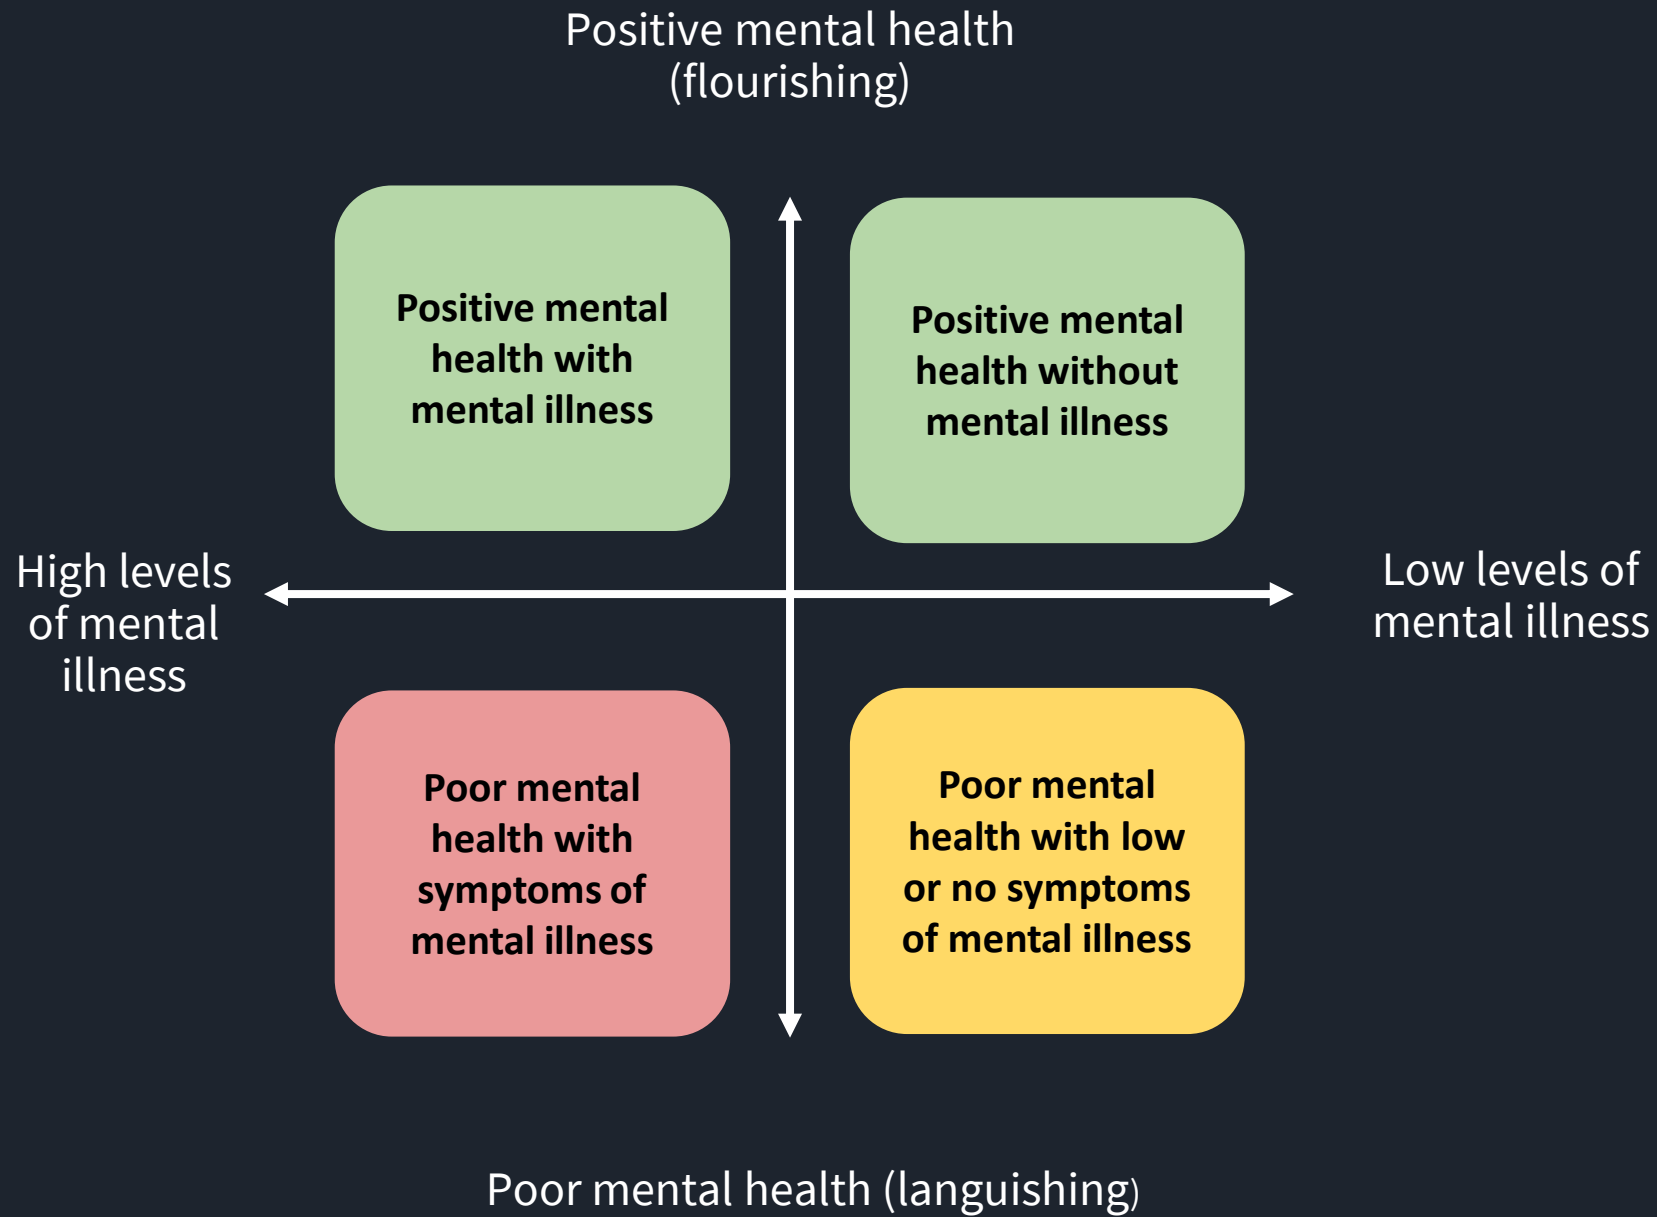 Positive mental health
(flourishing)
Positive mental
health with
mental illness
Positive mental
health without
mental illness
High levels
of mental
illness
Low levels of
mental illness
Poor mental
health with
symptoms of
mental illness
Poor mental
health with low
or no symptoms
of mental illness
Poor mental health (languishing)